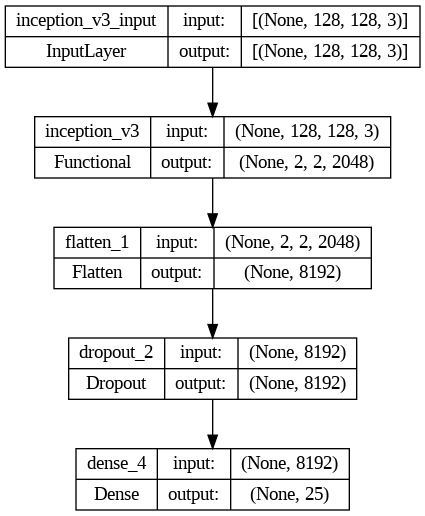 inception_v3_input input: [(None, 128, 128, 3)]
InputLayer output: [(None, 128, 128, 3)]
inception_v3 input: (None, 128, 128, 3)
Functional output: (None, 2, 2, 2048)
flatten_1 input: (None, 2, 2, 2048)
Flatten output: (None, 8192)
dropout_2 input: (None, 8192)
Dropout output: (None, 8192)
dense_4 input: (None, 8192)
Dense output: (None, 25)